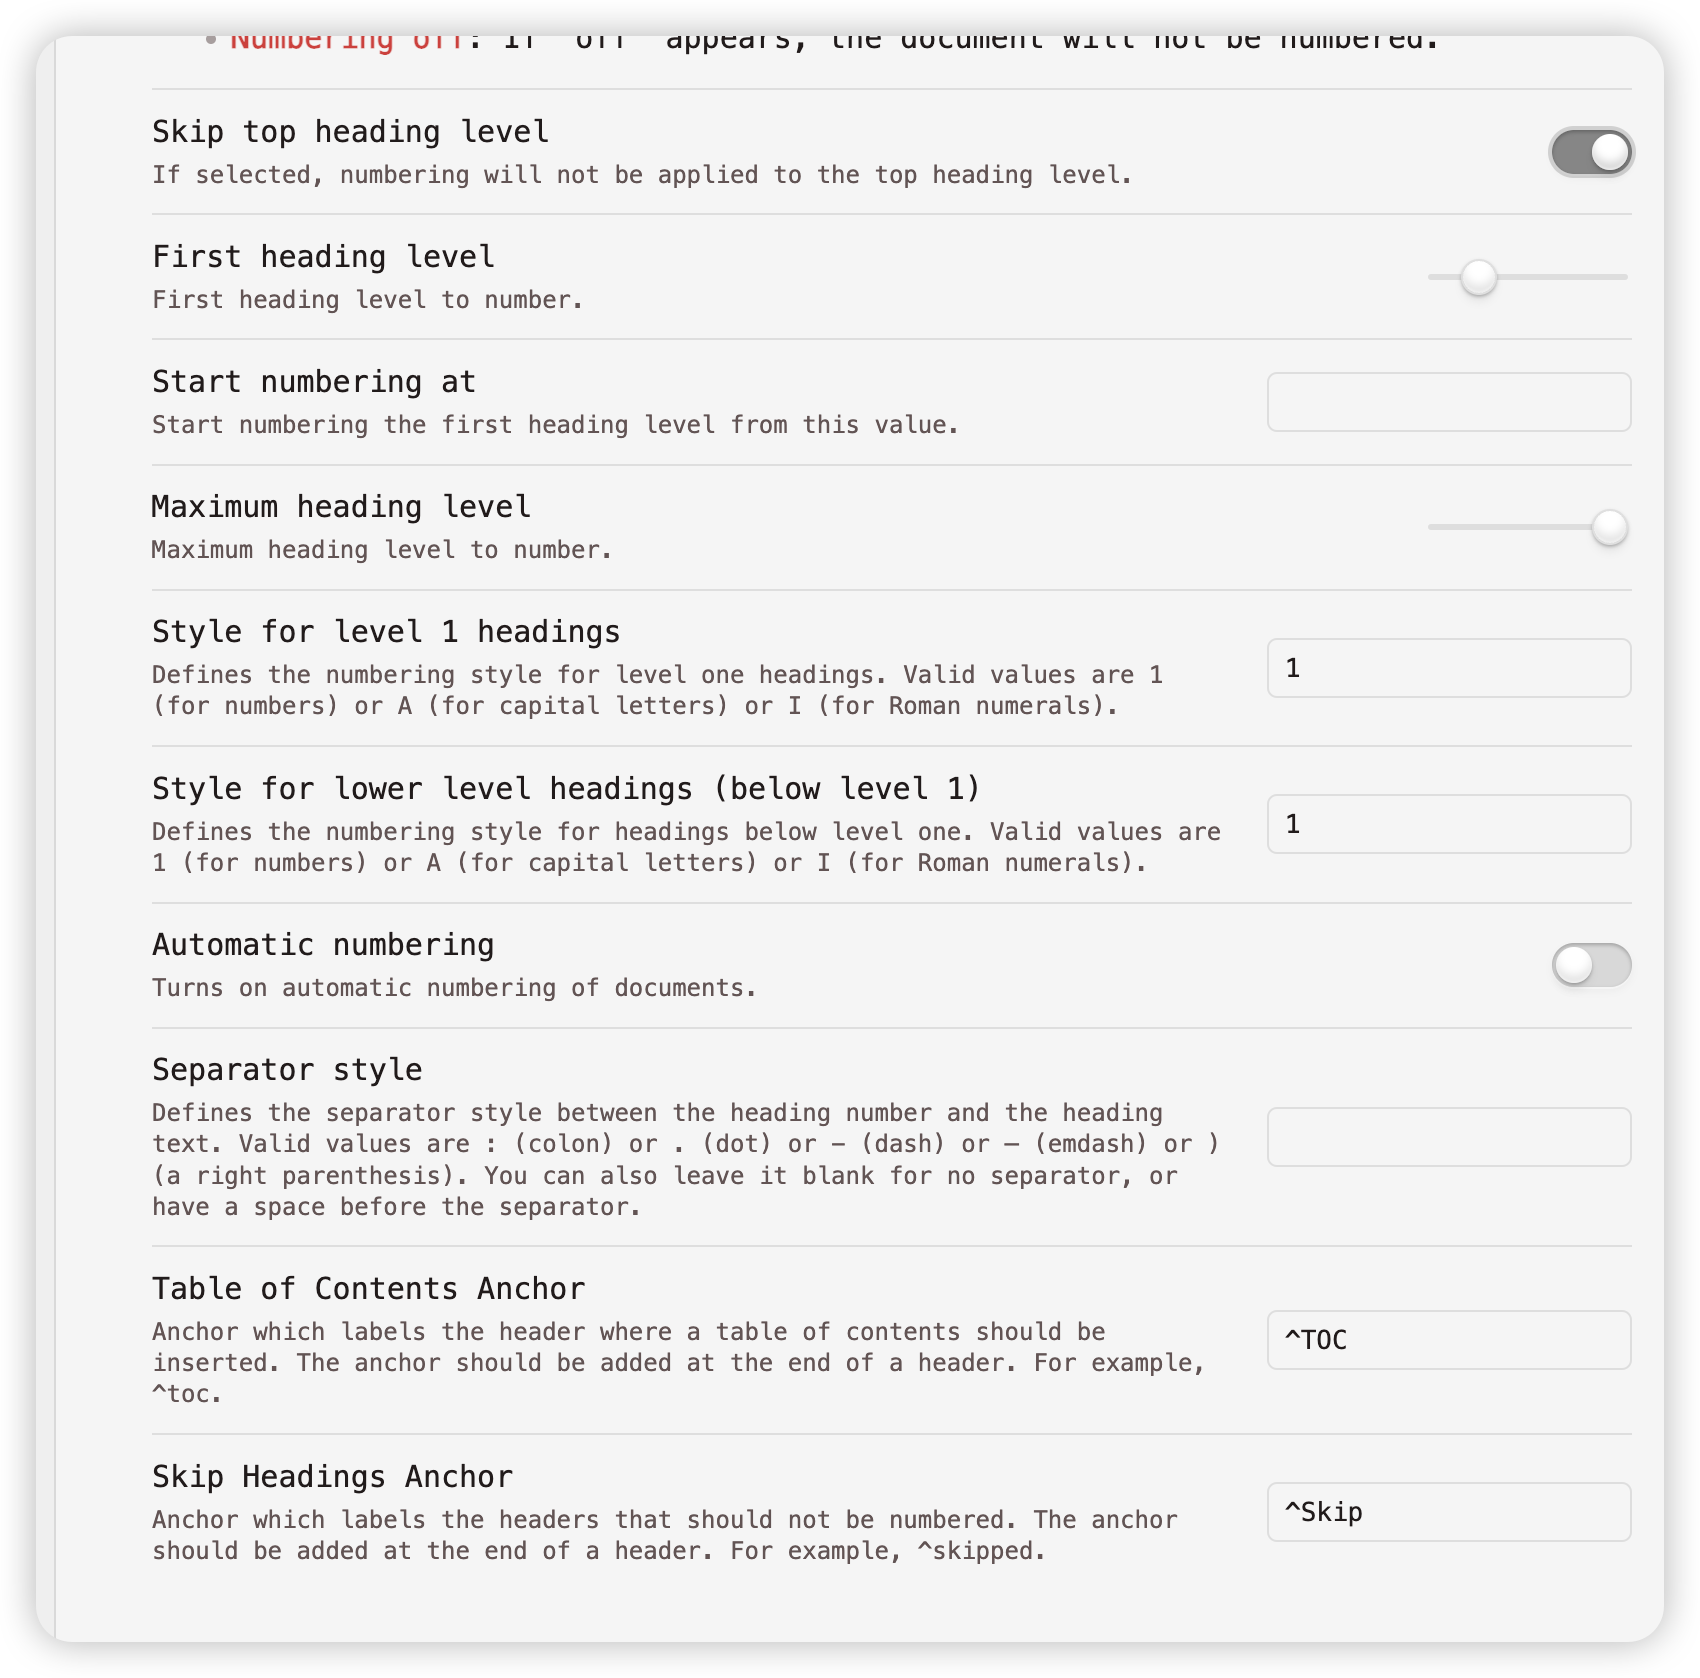 Numbering off: If "off" appears, the document will not be numbered.
Skip top heading level
If selected, numbering will not be applied to the top heading level.
First heading level
First heading level to number.
Start numbering at
Start numbering the first heading level from this value.
Maximum heading level
Maximum heading level to number.
Style for level 1 headings
Defines the numbering style for level one headings. Valid values are 1
(for numbers) or A (for capital letters) or I (for Roman numerals).
1
Style for lower level headings (below level 1)
Defines the numbering style for headings below level one. Valid values are
1 (for numbers) or A (for capital letters) or I (for Roman numerals).
1
Automatic numbering
Turns on automatic numbering of documents.
Separator style
Defines the separator style between the heading number and the heading
text. Valid values are : (colon) or . (dot) or – (dash) or — (emdash) or )
(a right parenthesis). You can also leave it blank for no separator, or
have a space before the separator.
Table of Contents Anchor
Anchor which labels the header where a table of contents should be
inserted. The anchor should be added at the end of a header. For example,
^toc.
^TOC
Skip Headings Anchor
Anchor which labels the headers that should not be numbered. The anchor
should be added at the end of a header. For example, ^skipped.
^Skip